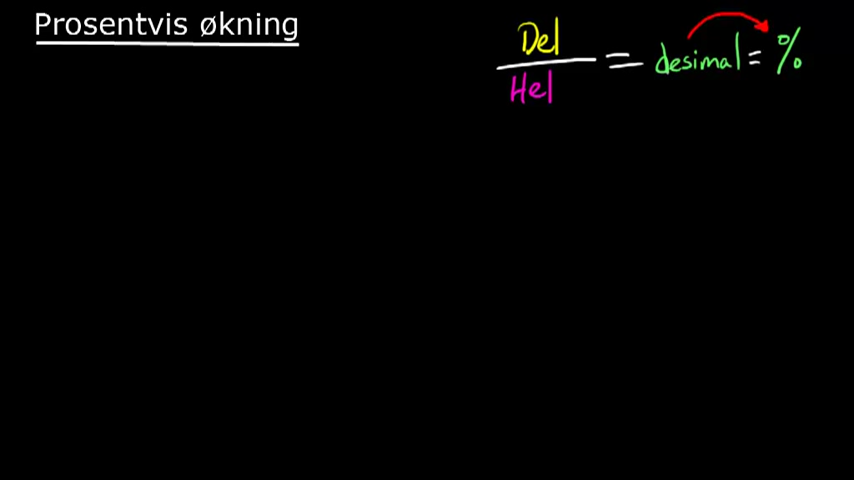 Prosentvis økning
Del
Hel
= desimal = %